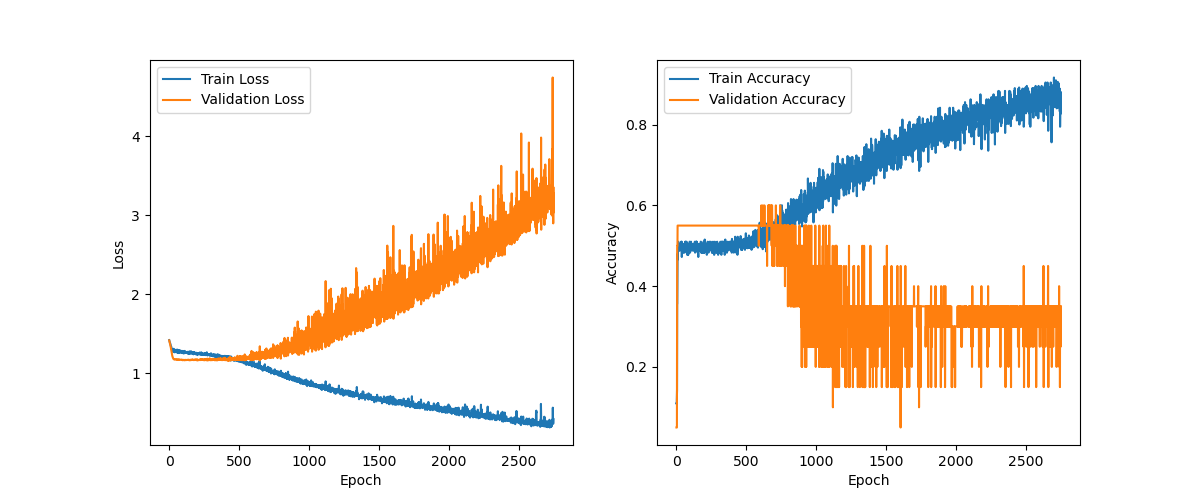 Train Loss
Validation Loss
4
3
2
1
0
500
1000
1500
2000
2500
Epoch
Loss
Train Accuracy
Validation Accuracy
0.8
0.6
0.4
0.2
0
500
1000
1500
2000
2500
Epoch
Accuracy